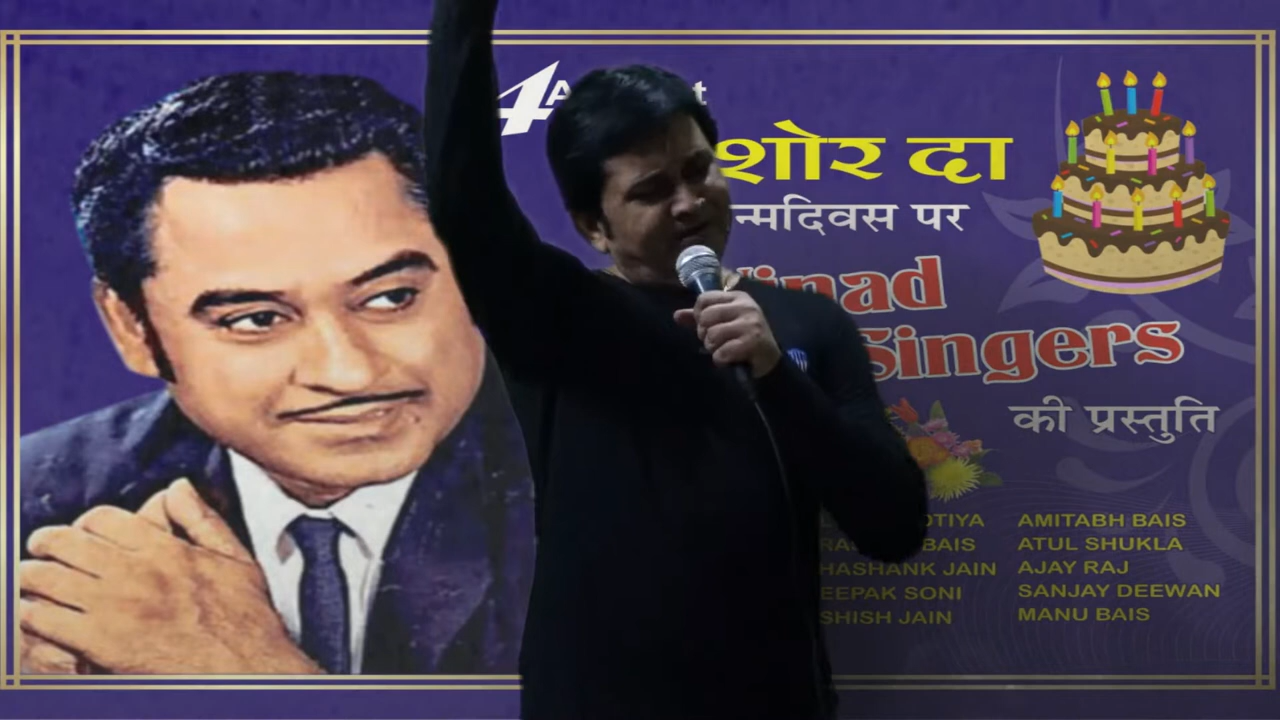 4
शोर दा
न्मदिवस पर
inad
Singers
की प्रस्तुति
OTIYA AMITABH BAIS
BAIS ATUL SHUKLA
HASHANK JAIN AJAY RAJ
EEPAK SONI SANJAY DEEWAN
SHISH JAIN MANU BAIS